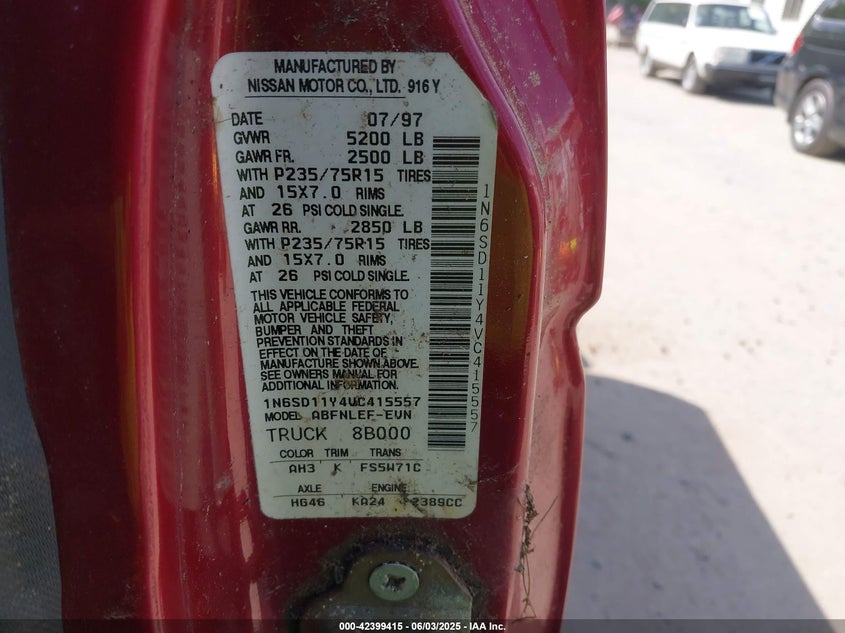 MANUFACTURED BY
NISSAN MOTOR CO., LTD. 916 Y
DATE 07/97
GVWR 5200 LB
GAWR FR. 2500 LB
WITH P235/75R15 TIRES
AND 15X7.0 RIMS
AT 26 PSI COLD SINGLE.
GAWR RR. 2850 LB
WITH P235/75R15 TIRES
AND 15X7.0 RIMS
AT 26 PSI COLD SINGLE.
THIS VEHICLE CONFORMS TO
ALL APPLICABLE FEDERAL
MOTOR VEHICLE SAFETY,
BUMPER AND THEFT
PREVENTION STANDARDS IN
EFFECT ON THE DATE OF
MANUFACTURE SHOWN ABOVE.
SEE OWNERS MANUAL FOR
ADDITIONAL INFORMATION
1N6SD11Y4VC415557
MODEL ABFNLEF-EVN
TRUCK 8B000
COLOR TRIM TRANS
AH3 K FS5W71C
AXLE ENGINE
HG46 KA24 2389CC
1N6SD11Y4VC415557
000-42399415 - 06/03/2025 - IAA Inc.